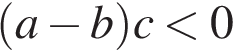 (a − b)c < 0